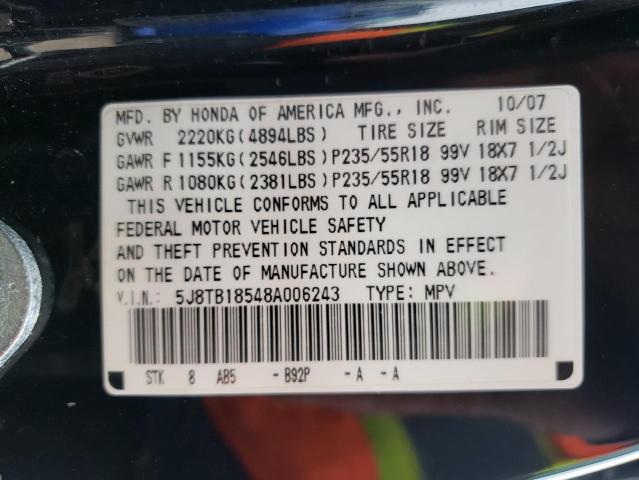 MFD. BY HONDA OF AMERICA MFG., INC. 10/07
GVWR 2220KG(4894LBS) TIRE SIZE RIM SIZE
GAWR F 1155KG(2546LBS) P235/55R18 99V 18X7 1/2J
GAWR R 1080KG(2381LBS) P235/55R18 99V 18X7 1/2J
THIS VEHICLE CONFORMS TO ALL APPLICABLE
FEDERAL MOTOR VEHICLE SAFETY
AND THEFT PREVENTION STANDARDS IN EFFECT
ON THE DATE OF MANUFACTURE SHOWN ABOVE.
V.I.N.: 5J8TB18548A006243 TYPE: MPV
STK 8 AB5 -B92P -A -A